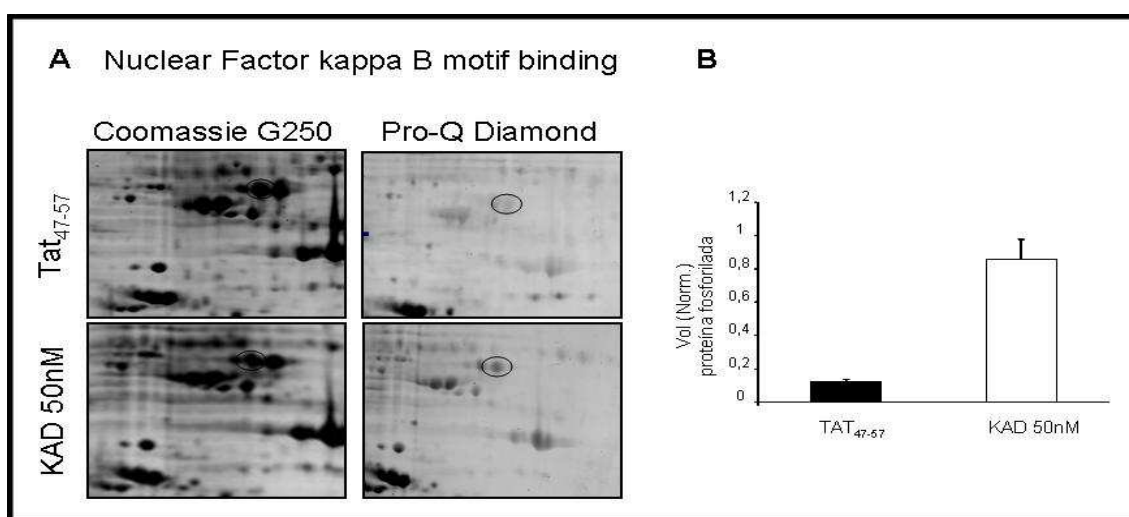 A Nuclear Factor kappa B motif binding
Coomassie G250 Pro-Q Diamond
Tat47-57
KAD 50nM
B
Vol (Norm.)
proteína fosforilada
1,2
1
0,8
0,6
0,4
0,2
0
TAT47-57 KAD 50nM